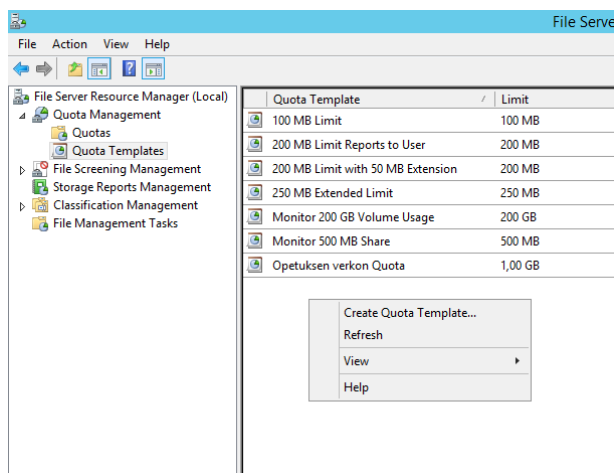 File Serve
File Action View Help
File Server Resource Manager (Local)
Quota Management
Quotas
Quota Templates
File Screening Management
Storage Reports Management
Classification Management
File Management Tasks
Quota Template / Limit
100 MB Limit 100 MB
200 MB Limit Reports to User 200 MB
200 MB Limit with 50 MB Extension 200 MB
250 MB Extended Limit 250 MB
Monitor 200 GB Volume Usage 200 GB
Monitor 500 MB Share 500 MB
Opetuksen verkon Quota 1,00 GB
Create Quota Template...
Refresh
View
Help